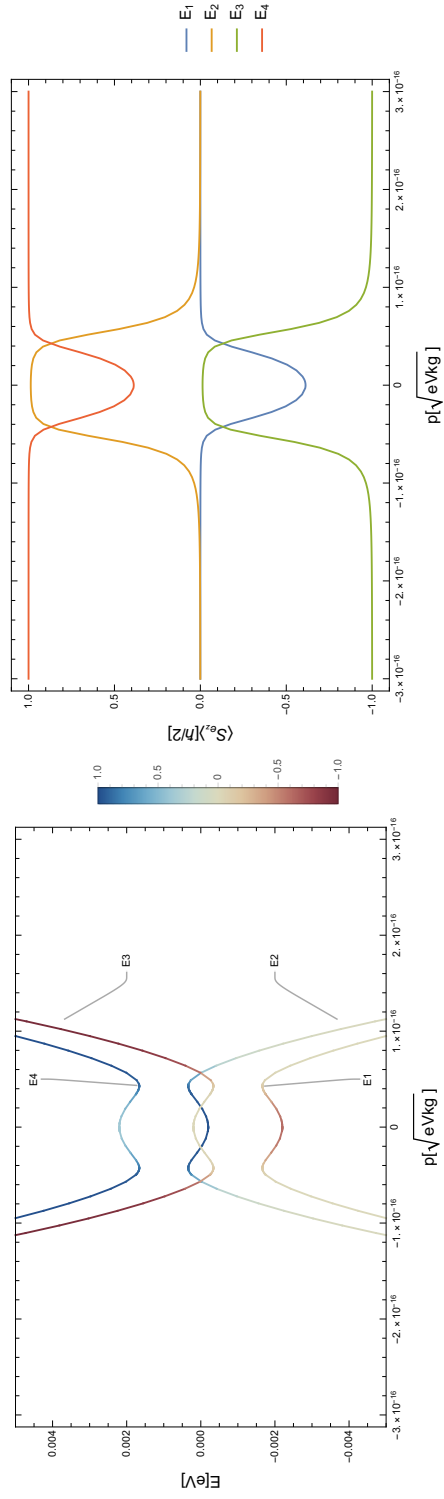 E[eV]
0.004
0.002
0.000
-0.002
-0.004
E4
E3
E1
E2
-3.×10⁻¹⁶
-2.×10⁻¹⁶
-1.×10⁻¹⁶
0
1.×10⁻¹⁶
2.×10⁻¹⁶
3.×10⁻¹⁶
p[√eVkg]
1.0
0.5
0
-0.5
-1.0
⟨S_{e_z}⟩[ℏ/2]
1.0
0.5
0.0
-0.5
-1.0
-3.×10⁻¹⁶
-2.×10⁻¹⁶
-1.×10⁻¹⁶
0
1.×10⁻¹⁶
2.×10⁻¹⁶
3.×10⁻¹⁶
p[√eVkg]
E₁
E₂
E₃
E₄